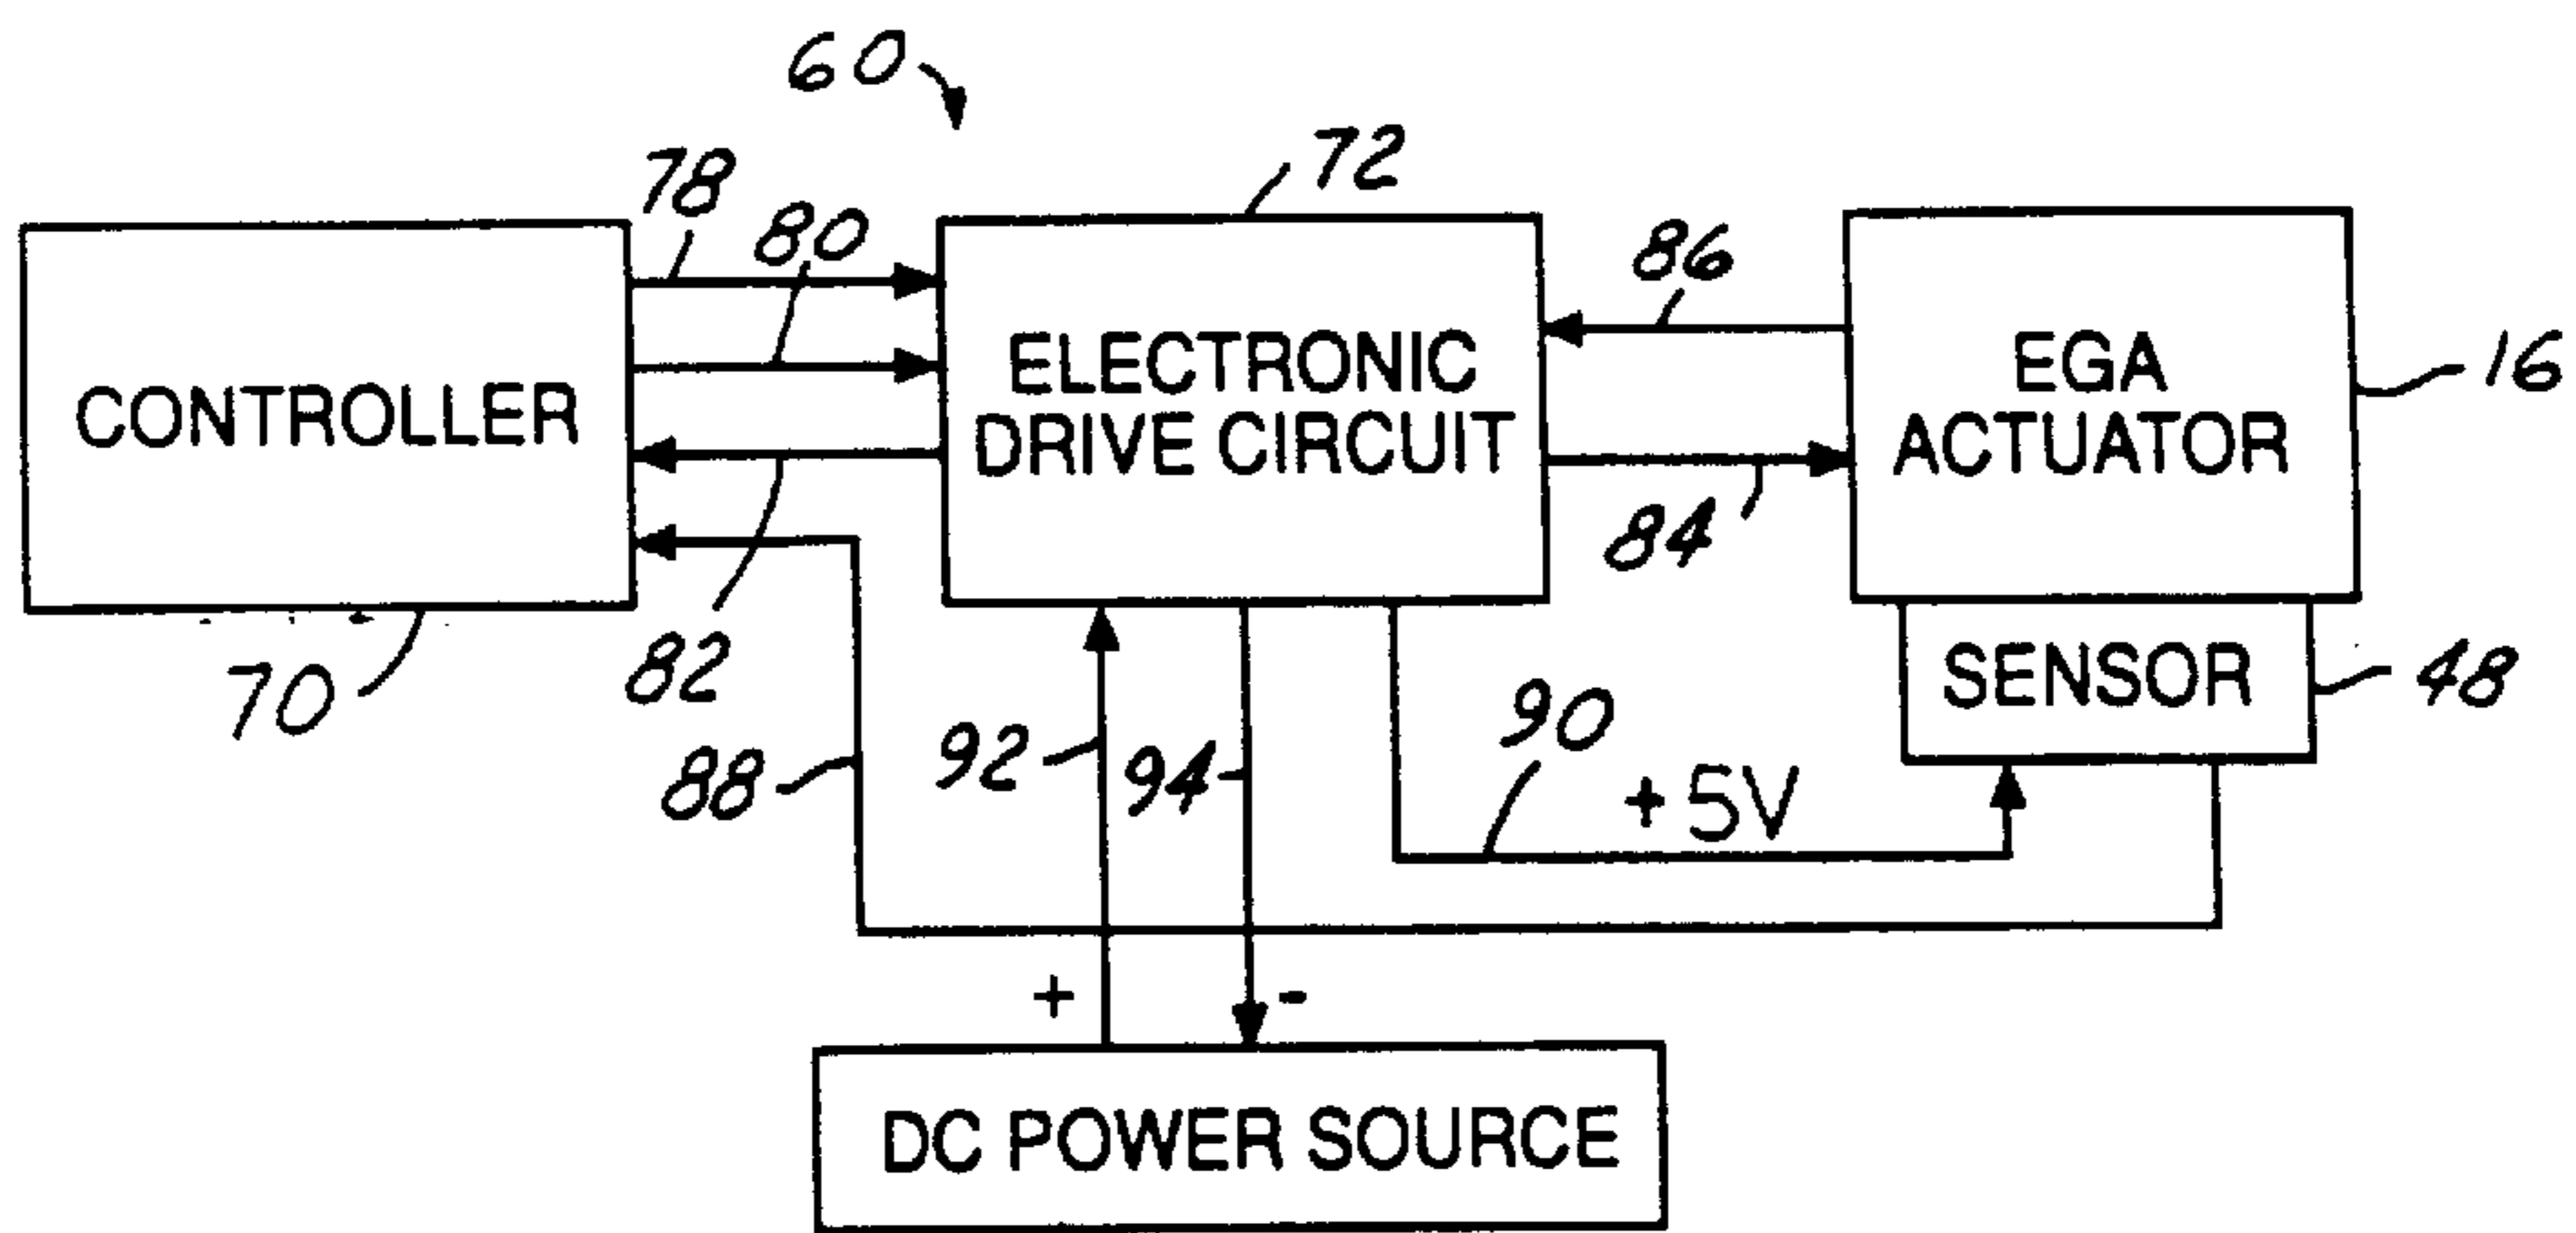 60
72
78
80
86
CONTROLLER
ELECTRONIC
DRIVE CIRCUIT
EGA
ACTUATOR
16
84
82
70
SENSOR
48
88
92
94
90
+5V
+
-
DC POWER SOURCE